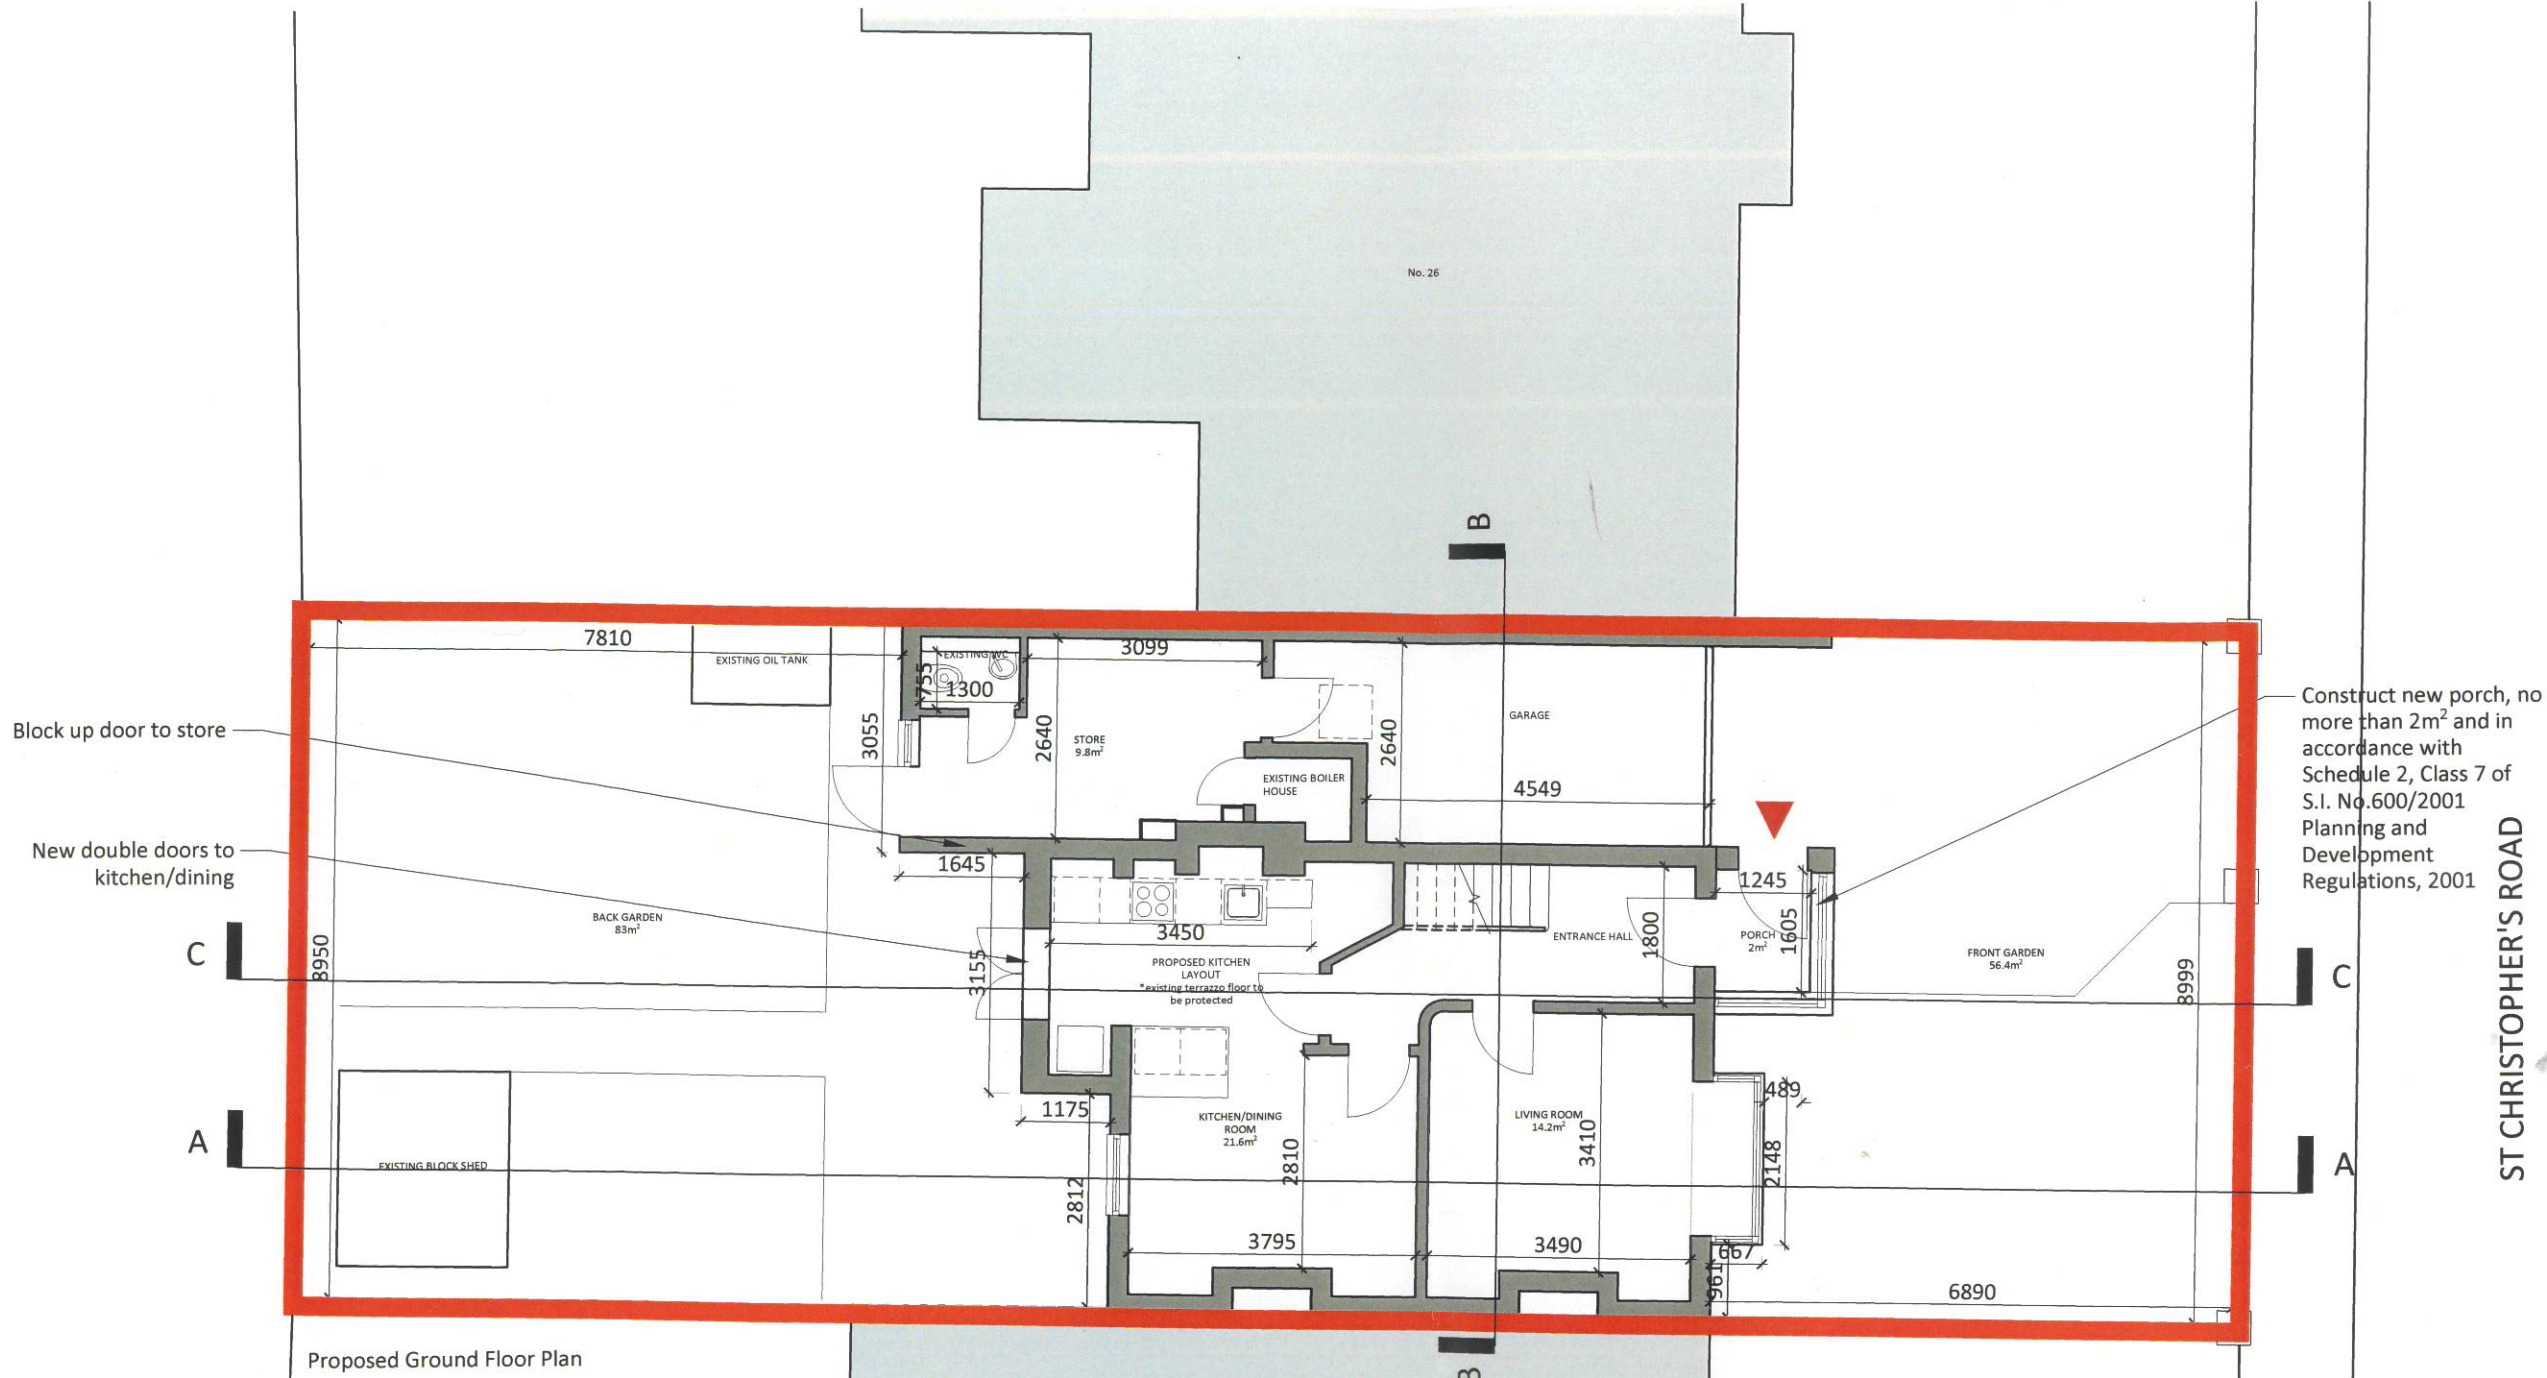 No. 26
B
7810
EXISTING OIL TANK
EXISTING WC
755
1300
3099
3055
2640
STORE
9.8m²
EXISTING BOILER
HOUSE
2640
GARAGE
4549
Block up door to store
New double doors to
kitchen/dining
Construct new porch, no
more than 2m² and in
accordance with
Schedule 2, Class 7 of
S.I. No.600/2001
Planning and
Development
Regulations, 2001
1645
1245
BACK GARDEN
83m²
8950
3155
3450
PROPOSED KITCHEN
LAYOUT
*existing terrazzo floor to
be protected
ENTRANCE HALL
1800
PORCH
2m²
1605
FRONT GARDEN
56.4m²
8999
C
C
ST CHRISTOPHER'S ROAD
1175
KITCHEN/DINING
ROOM
21.6m²
2810
LIVING ROOM
14.2m²
3410
489
2148
A
A
EXISTING BLOCK SHED
2812
3795
3490
667
961
6890
B
Proposed Ground Floor Plan